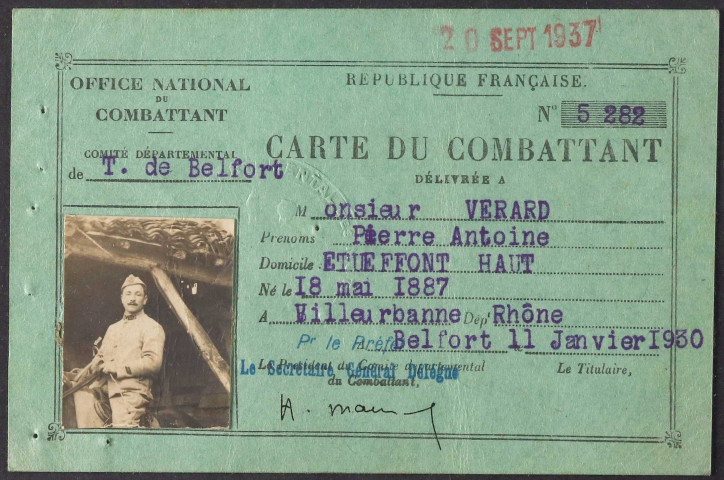 20 SEPT 1937
OFFICE NATIONAL
DU
COMBATTANT
COMITÉ DÉPARTEMENTAL
de T. de Belfort
RÉPUBLIQUE FRANÇAISE.
N° 5 282
CARTE DU COMBATTANT
DÉLIVRÉE A
Monsieur VERARD
Prénoms Pierre Antoine
Domicile ETUEFFONT HAUT
Né le 18 mai 1887
A Villeurbanne Dép' Rhône
Pr le Préfet Belfort 11 Janvier 1930
Le Président du Comité départemental
du Combattant,
Le Secrétaire, Général Délégué
Le Titulaire,